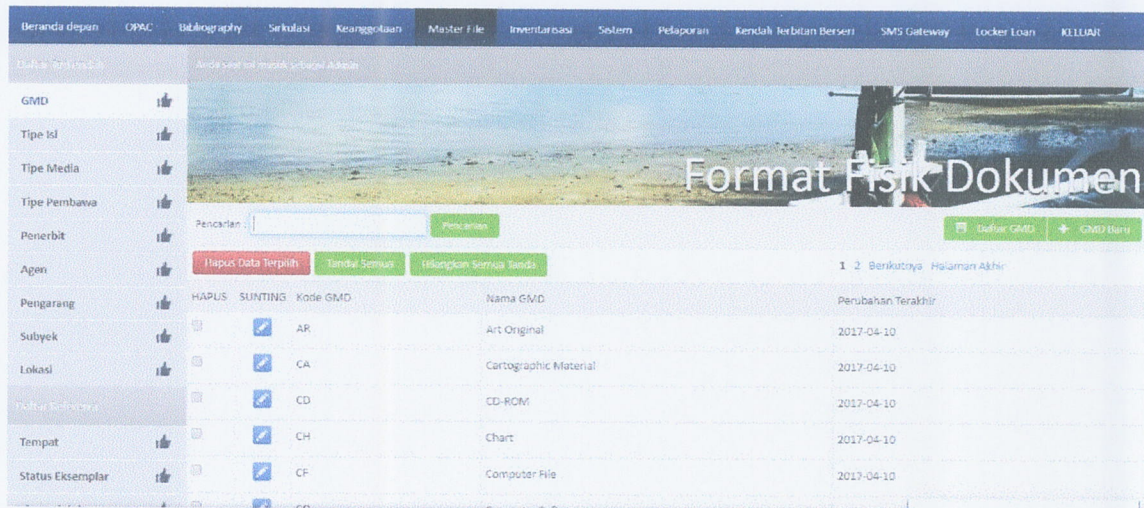 Beranda depan OPAC Bibliography Sirkulasi Keanggotaan Master File Inventarisasi Sistem Pelaporan Kendali Terbitan Berseri SMS Gateway Locker Loan KELUAR
Daftar Terkendali
Anda saat ini masuk sebagai Admin
GMD
Tipe Isi
Tipe Media
Tipe Pembawa
Penerbit
Agen
Pengarang
Subyek
Lokasi
Daftar Referensi
Tempat
Status Eksemplar
Format Fisik Dokumen
Pencarian : Pencarian
Daftar GMD GMD Baru
Hapus Data Terpilih Tandai Semua Hilangkan Semua Tanda
1 2 Berikutnya Halaman Akhir
HAPUS SUNTING Kode GMD Nama GMD Perubahan Terakhir
AR Art Original 2017-04-10
CA Cartographic Material 2017-04-10
CD CD-ROM 2017-04-10
CH Chart 2017-04-10
CF Computer File 2017-04-10